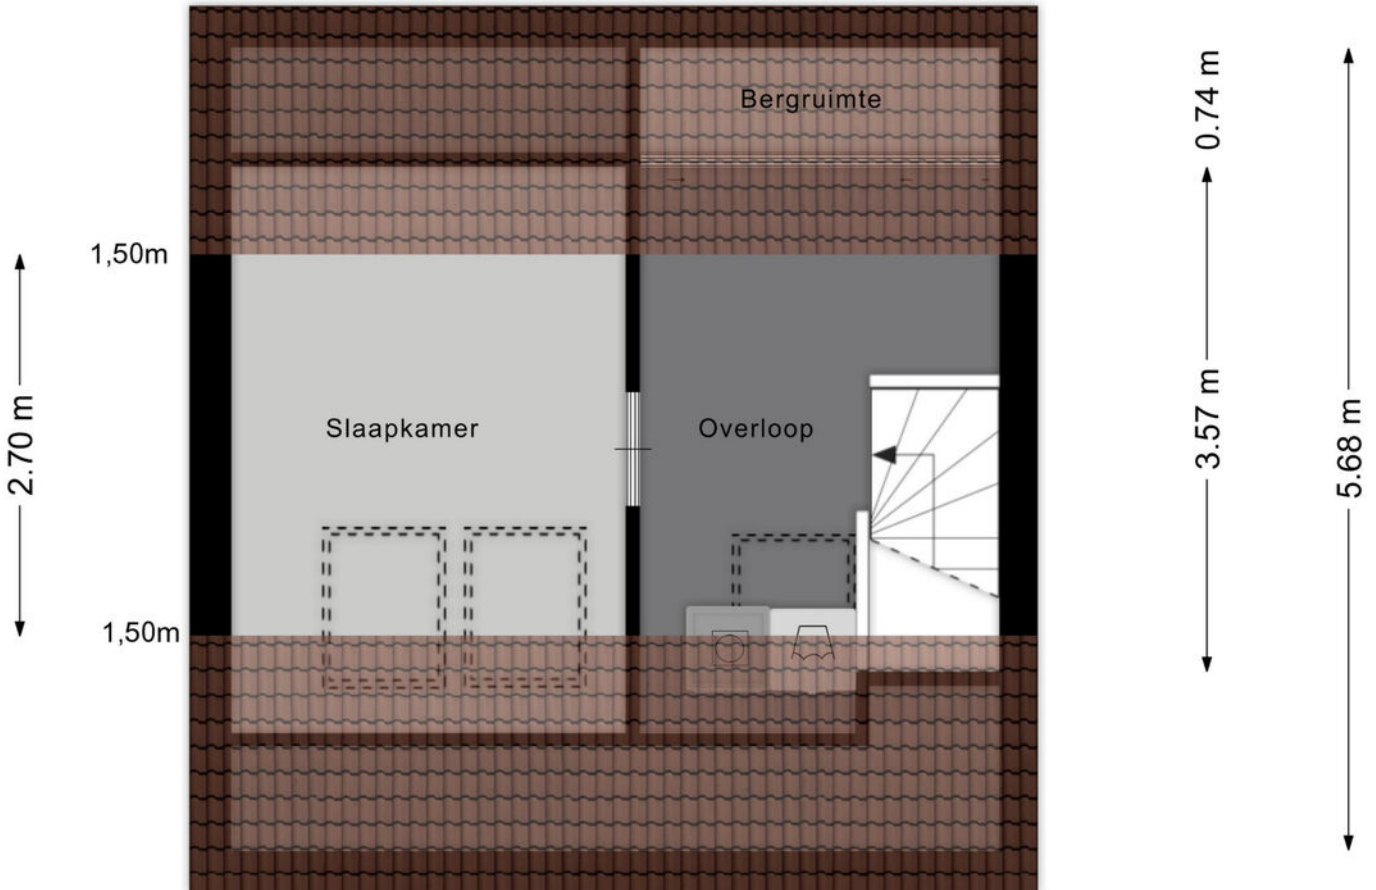 Bergruimte
0.74 m
1,50m
Slaapkamer
Overloop
2.70 m
3.57 m
5.68 m
1,50m